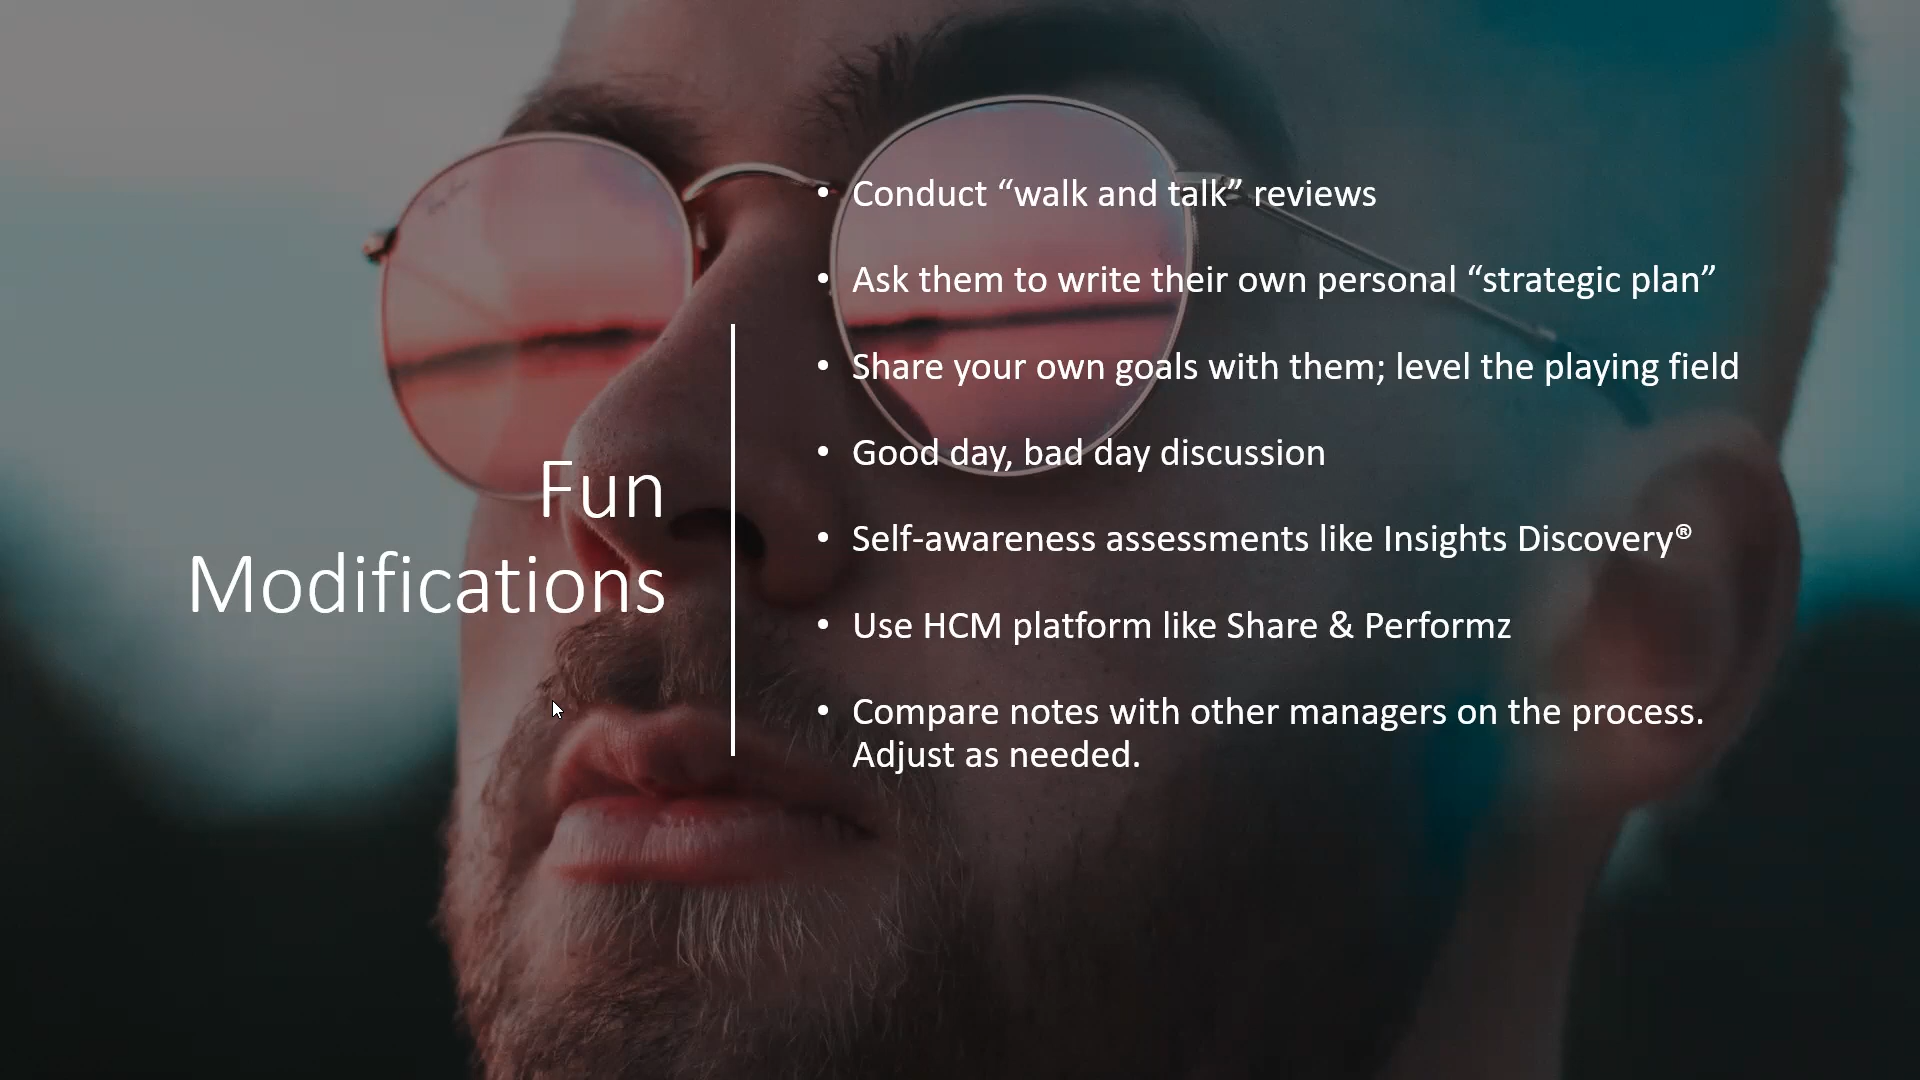 Fun
Modifications
• Conduct “walk and talk” reviews
• Ask them to write their own personal “strategic plan”
• Share your own goals with them; level the playing field
• Good day, bad day discussion
• Self-awareness assessments like Insights Discovery®
• Use HCM platform like Share & Performz
• Compare notes with other managers on the process.
Adjust as needed.